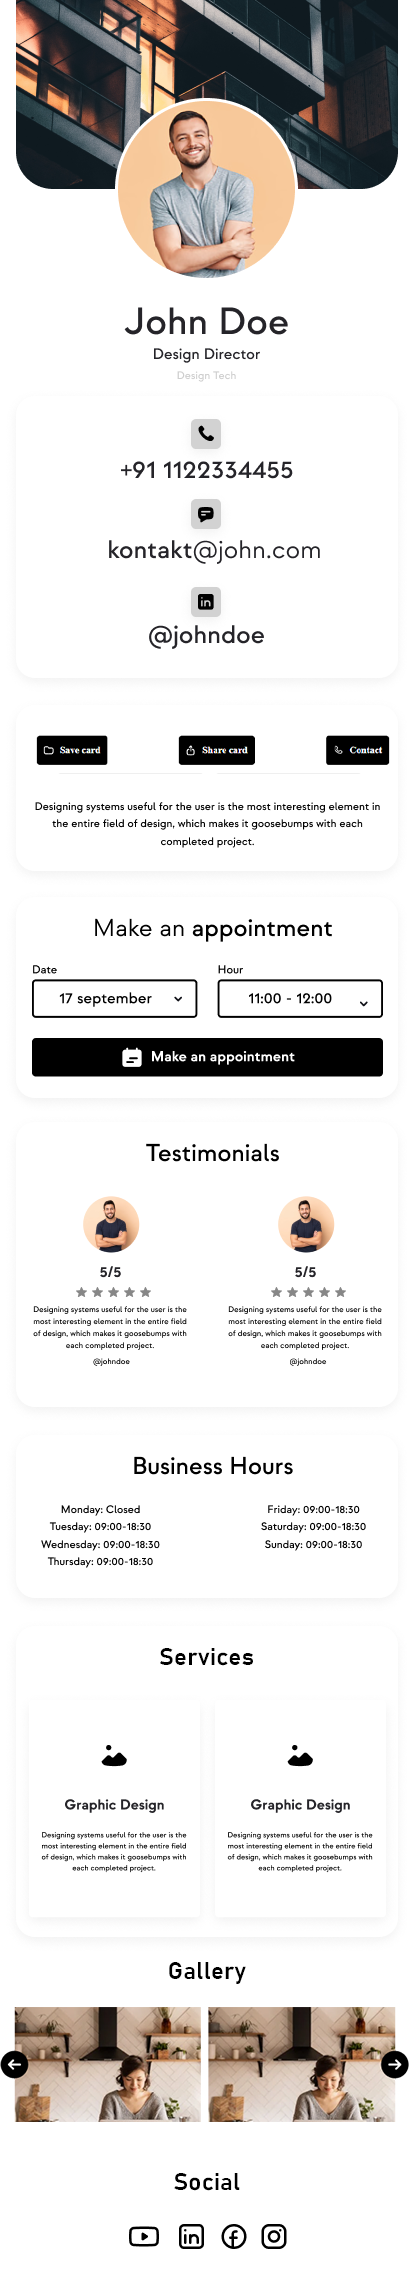 John Doe
Design Director
Design Tech
+91 1122334455
kontakt@john.com
in
@johndoe
Save card
Share card
Contact
Designing systems useful for the user is the most interesting element in
the entire field of design, which makes it goosebumps with each
completed project.
Make an appointment
Date
Hour
17 september
11:00 - 12:00
Make an appointment
Testimonials
5/5
Designing systems useful for the user is the
most interesting element in the entire field
of design, which makes it goosebumps with
each completed project.
@johndoe
5/5
Designing systems useful for the user is the
most interesting element in the entire field
of design, which makes it goosebumps with
each completed project.
@johndoe
Business Hours
Monday: Closed
Tuesday: 09:00-18:30
Wednesday: 09:00-18:30
Thursday: 09:00-18:30
Friday: 09:00-18:30
Saturday: 09:00-18:30
Sunday: 09:00-18:30
Services
Graphic Design
Designing systems useful for the user is the
most interesting element in the entire field
of design, which makes it goosebumps with
each completed project.
Graphic Design
Designing systems useful for the user is the
most interesting element in the entire field
of design, which makes it goosebumps with
each completed project.
Gallery
Social
in